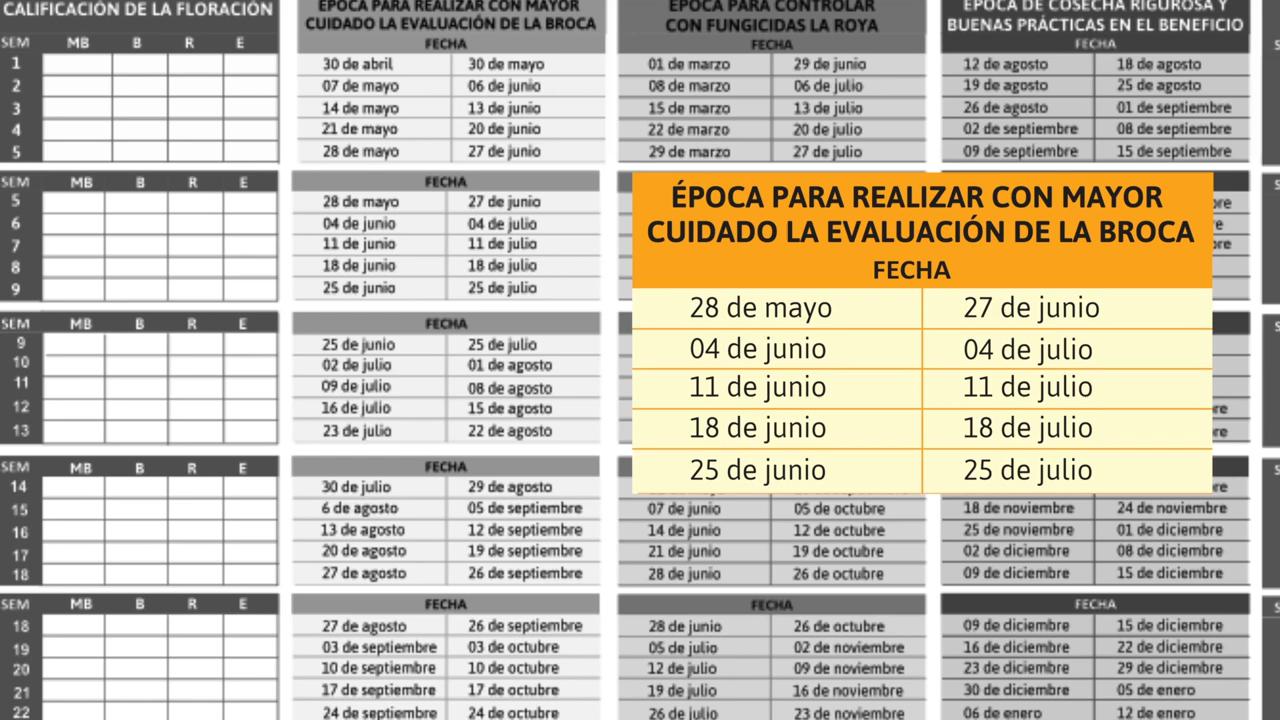 CALIFICACIÓN DE LA FLORACIÓN
SEM MB B R E
1
2
3
4
5
SEM MB B R E
5
6
7
8
9
SEM MB B R E
9
10
11
12
13
SEM MB B R E
14
15
16
17
18
SEM MB B R E
18
19
20
21
22
ÉPOCA PARA REALIZAR CON MAYOR
CUIDADO LA EVALUACIÓN DE LA BROCA
FECHA
30 de abril 30 de mayo
07 de mayo 06 de junio
14 de mayo 13 de junio
21 de mayo 20 de junio
28 de mayo 27 de junio
FECHA
28 de mayo 27 de junio
04 de junio 04 de julio
11 de junio 11 de julio
18 de junio 18 de julio
25 de junio 25 de julio
FECHA
25 de junio 25 de julio
02 de julio 01 de agosto
09 de julio 08 de agosto
16 de julio 15 de agosto
23 de julio 22 de agosto
FECHA
30 de julio 29 de agosto
6 de agosto 05 de septiembre
13 de agosto 12 de septiembre
20 de agosto 19 de septiembre
27 de agosto 26 de septiembre
FECHA
27 de agosto 26 de septiembre
03 de septiembre 03 de octubre
10 de septiembre 10 de octubre
17 de septiembre 17 de octubre
24 de septiembre 24 de octubre
ÉPOCA PARA CONTROLAR
CON FUNGICIDAS LA ROYA
FECHA
01 de marzo 29 de junio
08 de marzo 06 de julio
15 de marzo 13 de julio
22 de marzo 20 de julio
29 de marzo 27 de julio
07 de junio 05 de octubre
14 de junio 12 de octubre
21 de junio 19 de octubre
28 de junio 26 de octubre
FECHA
28 de junio 26 de octubre
05 de julio 02 de noviembre
12 de julio 09 de noviembre
19 de julio 16 de noviembre
26 de julio 23 de noviembre
ÉPOCA DE COSECHA RIGUROSA Y
BUENAS PRÁCTICAS EN EL BENEFICIO
FECHA
12 de agosto 18 de agosto
19 de agosto 25 de agosto
26 de agosto 01 de septiembre
02 de septiembre 08 de septiembre
09 de septiembre 15 de septiembre
18 de noviembre 24 de noviembre
25 de noviembre 01 de diciembre
02 de diciembre 08 de diciembre
09 de diciembre 15 de diciembre
FECHA
09 de diciembre 15 de diciembre
16 de diciembre 22 de diciembre
23 de diciembre 29 de diciembre
30 de diciembre 05 de enero
06 de enero 12 de enero
ÉPOCA PARA REALIZAR CON MAYOR
CUIDADO LA EVALUACIÓN DE LA BROCA
FECHA
28 de mayo 27 de junio
04 de junio 04 de julio
11 de junio 11 de julio
18 de junio 18 de julio
25 de junio 25 de julio